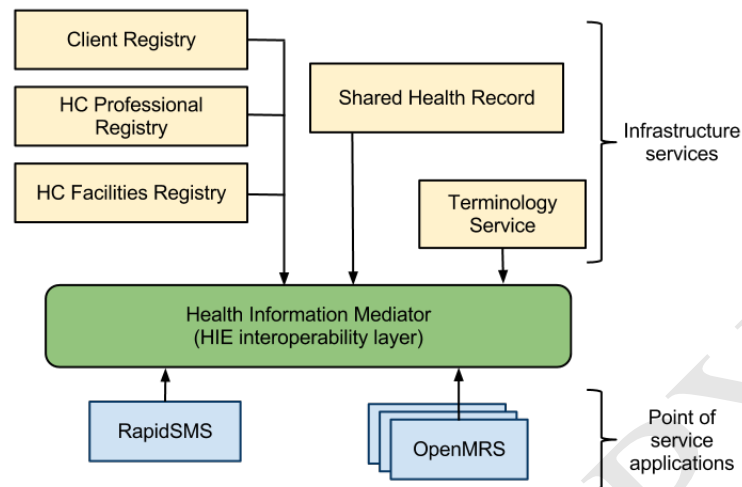 Client Registry
HC Professional
Registry
HC Facilities Registry
Shared Health Record
Terminology
Service
Infrastructure
services
Health Information Mediator
(HIE interoperability layer)
RapidSMS
OpenMRS
Point of
service
applications